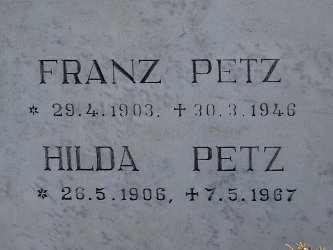 FRANZ PETZ
* 29.4.1903, ✝ 30.3.1946
HILDA PETZ
* 26.5.1906, ✝ 7.5.1967